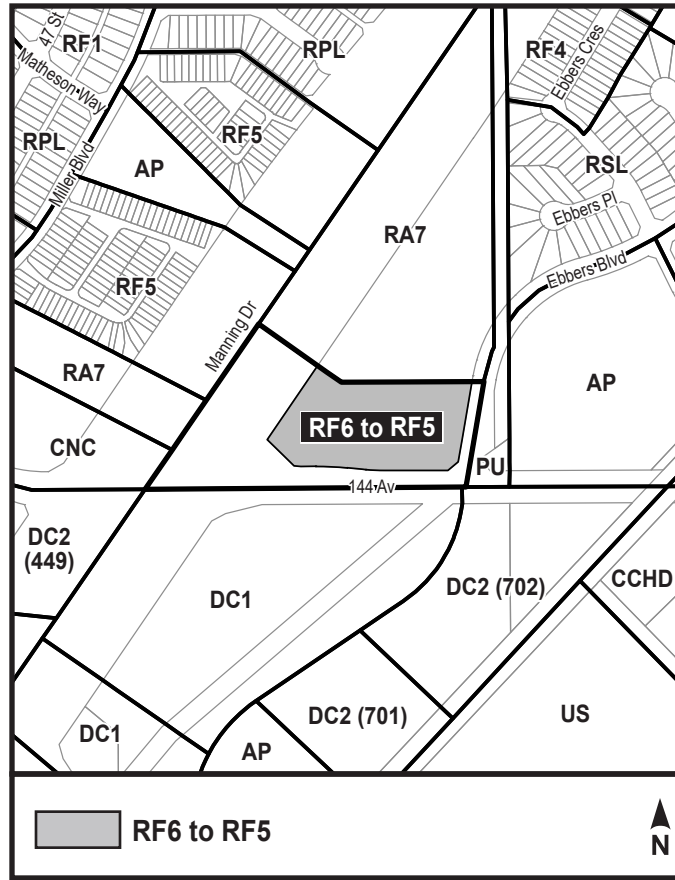 47 St
RF1
RPL
RF4
Ebbers Cres
Matheson Way
RPL
RF5
AP
RSL
Miller Blvd
Ebbers Pl
RA7
Ebbers Blvd
RF5
Manning Dr
RA7
AP
RF6 to RF5
CNC
PU
144 Av
DC2
(449)
DC1
DC2 (702)
CCHD
DC2 (701)
US
DC1
AP
RF6 to RF5
N